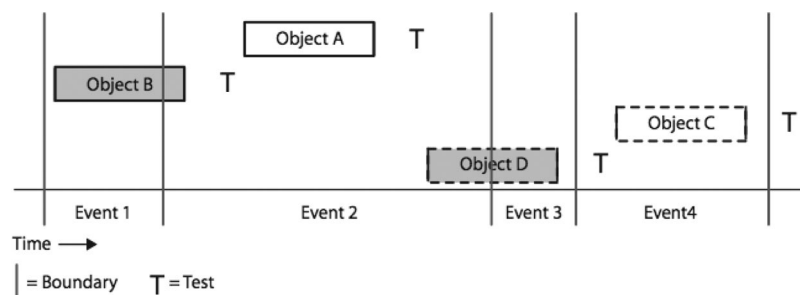 Object A T
Object B T
Object C T
Object D T
Event 1 Event 2 Event 3 Event4
Time
= Boundary T = Test